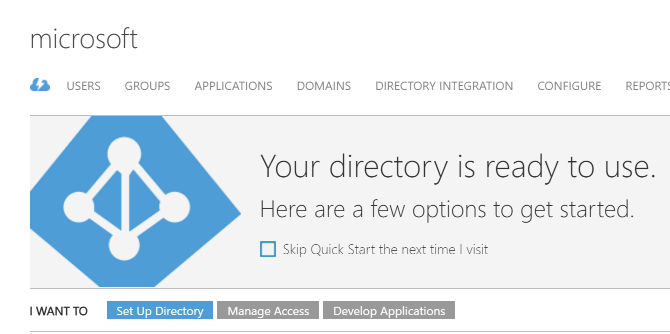 microsoft
USERS GROUPS APPLICATIONS DOMAINS DIRECTORY INTEGRATION CONFIGURE REPORTS
Your directory is ready to use.
Here are a few options to get started.
Skip Quick Start the next time I visit
I WANT TO Set Up Directory Manage Access Develop Applications